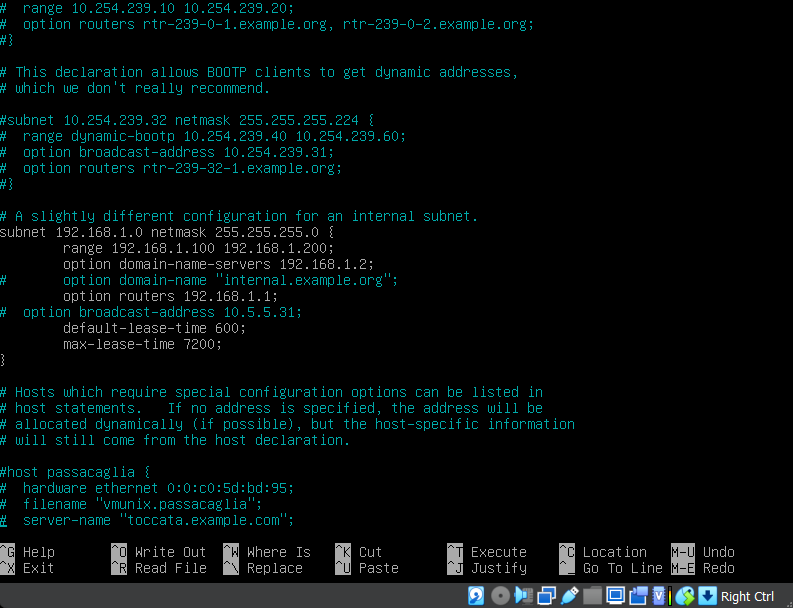 #  range 10.254.239.10 10.254.239.20;
#  option routers rtr-239-0-1.example.org, rtr-239-0-2.example.org;
#}
# This declaration allows BOOTP clients to get dynamic addresses,
# which we don't really recommend.
#subnet 10.254.239.32 netmask 255.255.255.224 {
#  range dynamic-bootp 10.254.239.40 10.254.239.60;
#  option broadcast-address 10.254.239.31;
#  option routers rtr-239-32-1.example.org;
#}
# A slightly different configuration for an internal subnet.
subnet 192.168.1.0 netmask 255.255.255.0 {
        range 192.168.1.100 192.168.1.200;
        option domain-name-servers 192.168.1.2;
#       option domain-name "internal.example.org";
        option routers 192.168.1.1;
#  option broadcast-address 10.5.5.31;
        default-lease-time 600;
        max-lease-time 7200;
}
# Hosts which require special configuration options can be listed in
# host statements.   If no address is specified, the address will be
# allocated dynamically (if possible), but the host-specific information
# will still come from the host declaration.
#host passacaglia {
#  hardware ethernet 0:0:c0:5d:bd:95;
#  filename "vmunix.passacaglia";
#  server-name "toccata.example.com";
^G Help ^O Write Out ^W Where Is ^K Cut ^T Execute ^C Location M-U Undo
^X Exit ^R Read File ^\ Replace ^U Paste ^J Justify ^_ Go To Line M-E Redo
Right Ctrl